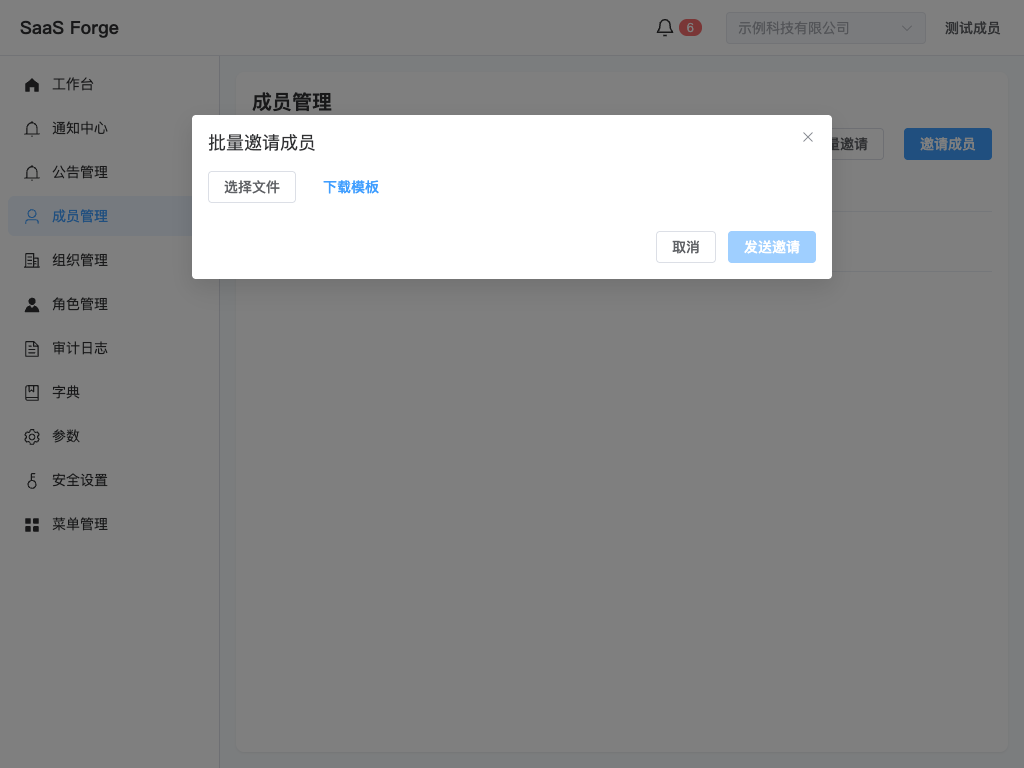 SaaS Forge
6
示例科技有限公司
测试成员
工作台
通知中心
公告管理
成员管理
组织管理
角色管理
审计日志
字典
参数
安全设置
菜单管理
成员管理
量邀请
邀请成员
批量邀请成员
选择文件
下载模板
取消
发送邀请